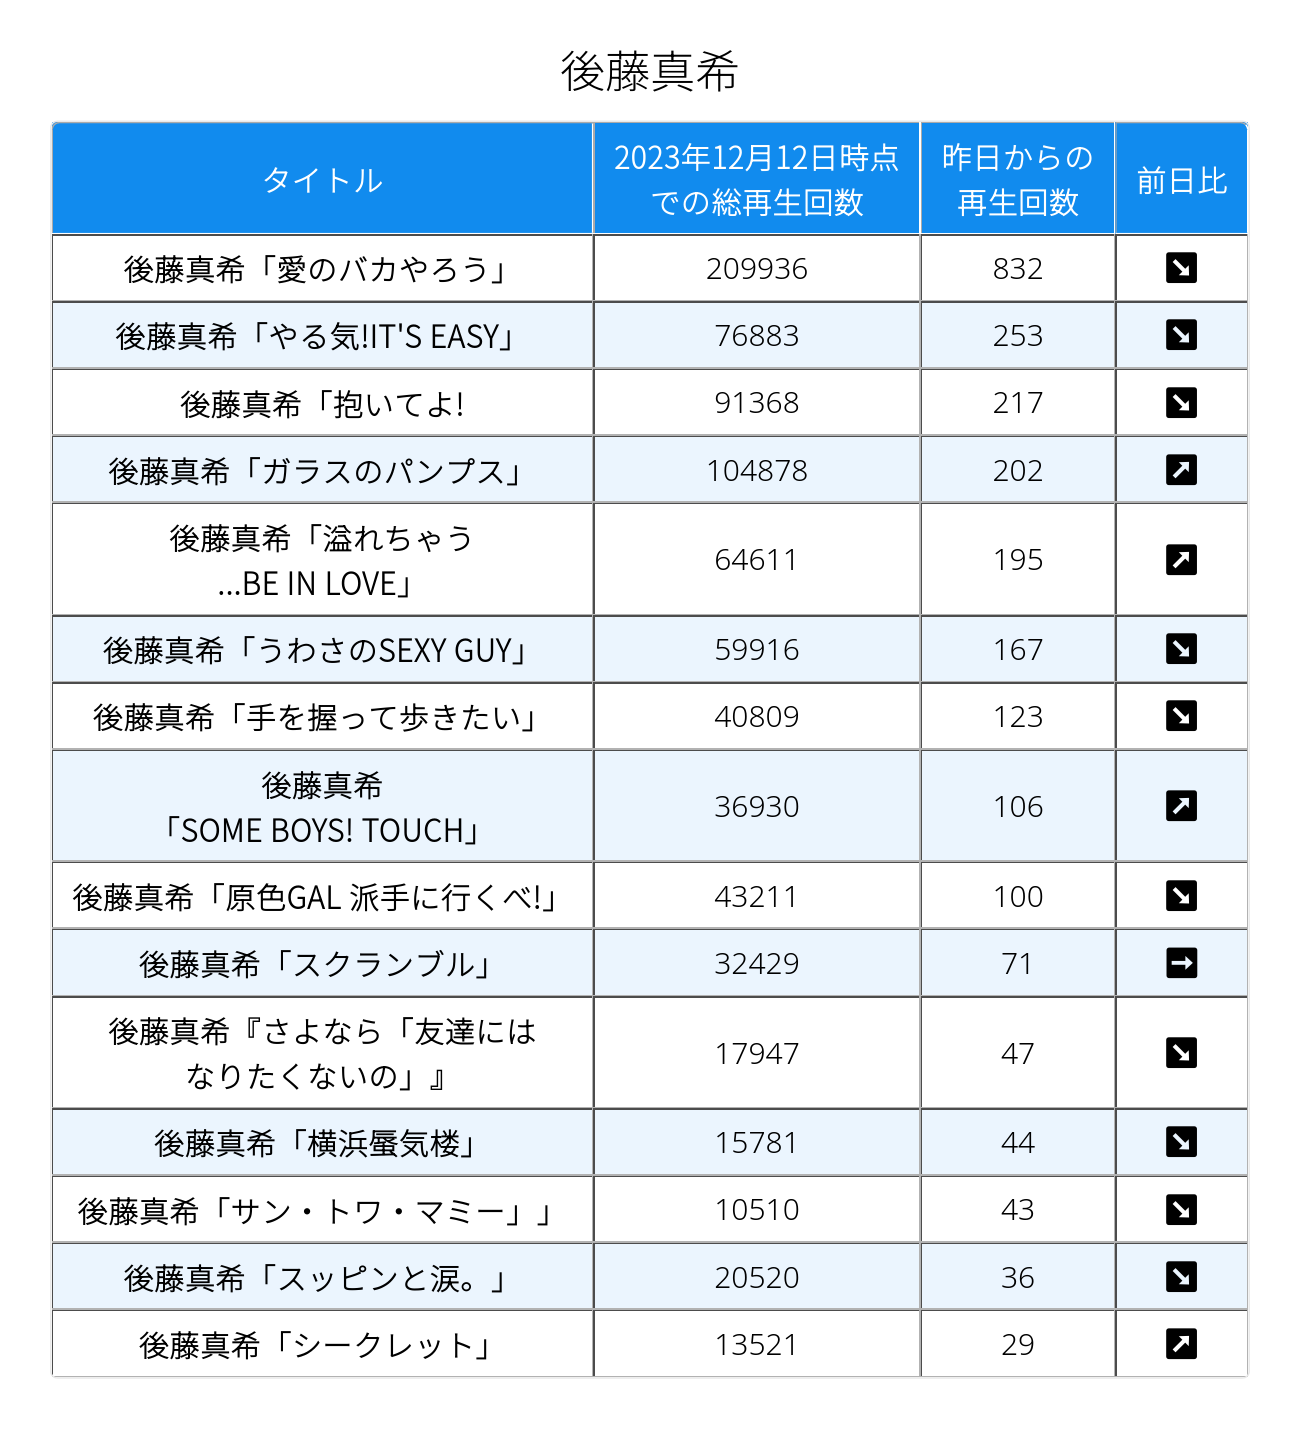 後藤真希
タイトル
2023年12月12日時点
での総再生回数
昨日からの
再生回数
前日比
後藤真希「愛のバカやろう」
209936
832
後藤真希「やる気!IT'S EASY」
76883
253
後藤真希「抱いてよ!
91368
217
後藤真希「ガラスのパンプス」
104878
202
後藤真希「溢れちゃう
...BE IN LOVE」
64611
195
後藤真希「うわさのSEXY GUY」
59916
167
後藤真希「手を握って歩きたい」
40809
123
後藤真希
「SOME BOYS! TOUCH」
36930
106
後藤真希「原色GAL 派手に行くべ!」
43211
100
後藤真希「スクランブル」
32429
71
後藤真希『さよなら「友達には
なりたくないの」』
17947
47
後藤真希「横浜蜃気楼」
15781
44
後藤真希「サン・トワ・マミー」」
10510
43
後藤真希「スッピンと涙。」
20520
36
後藤真希「シークレット」
13521
29